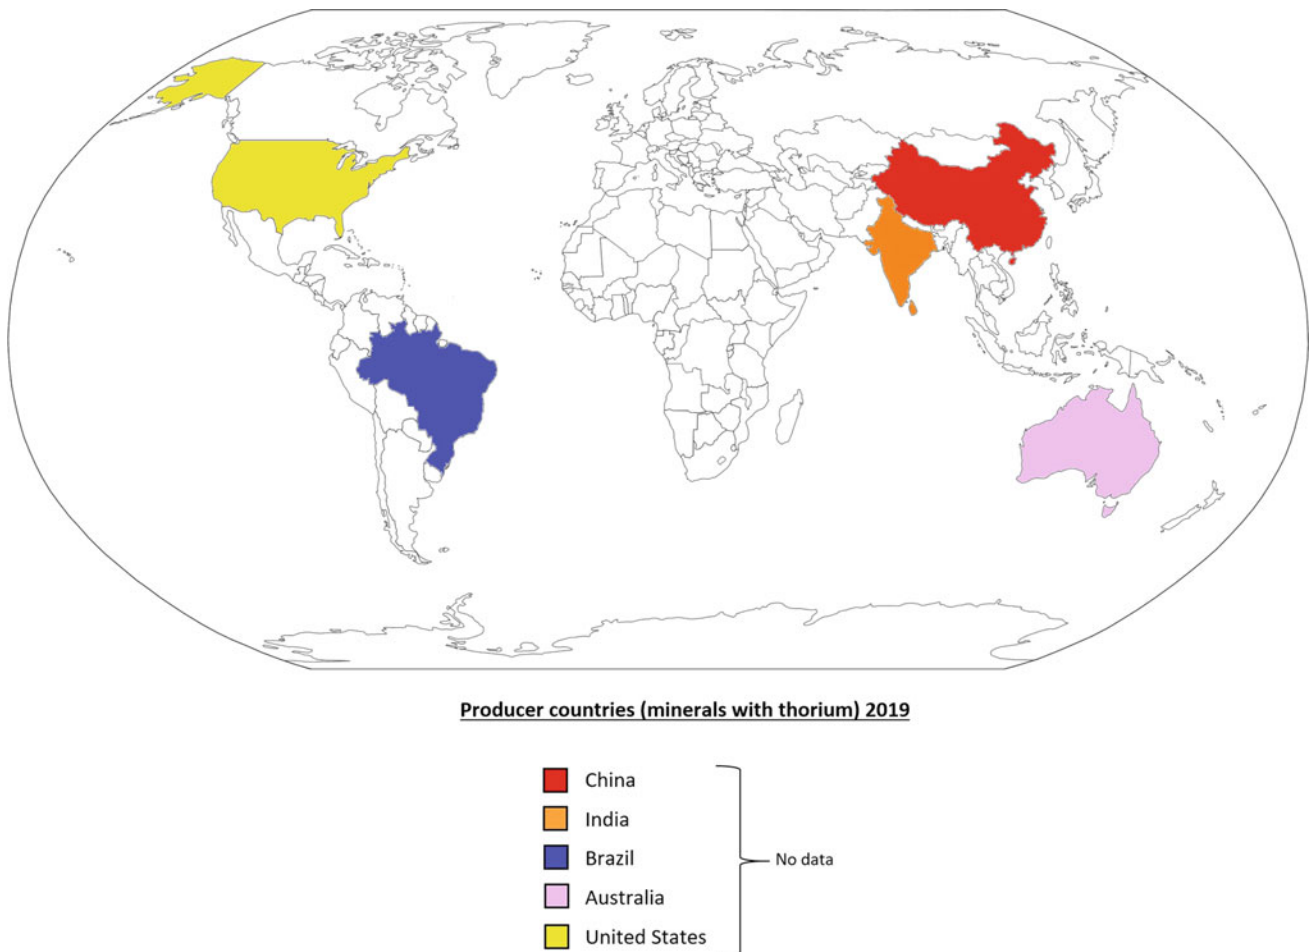 Producer countries (minerals with thorium) 2019
China
India
Brazil
Australia
United States
No data